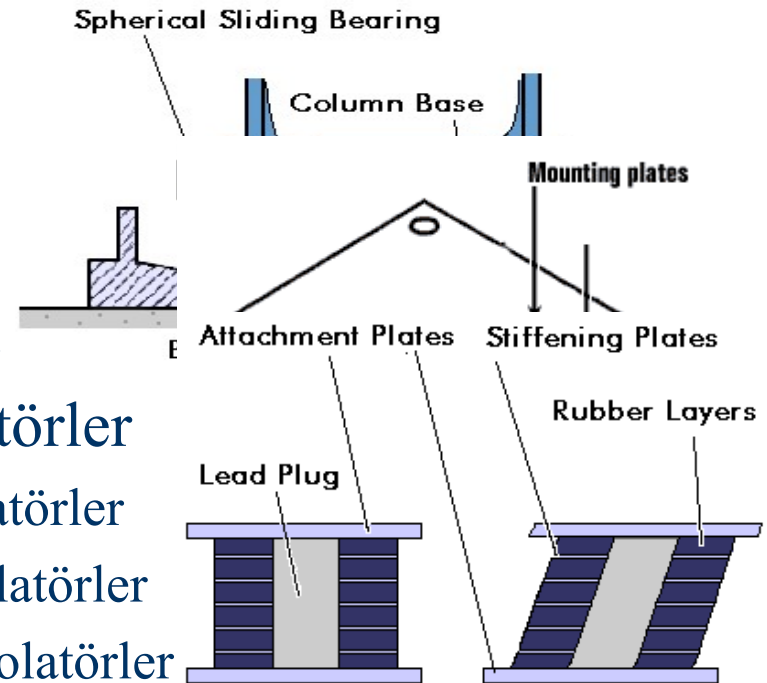 Spherical Sliding Bearing
Column Base
Mounting plates
Attachment Plates
Stiffening Plates
Rubber Layers
Lead Plug
törler
atörler
latörler
olatörler